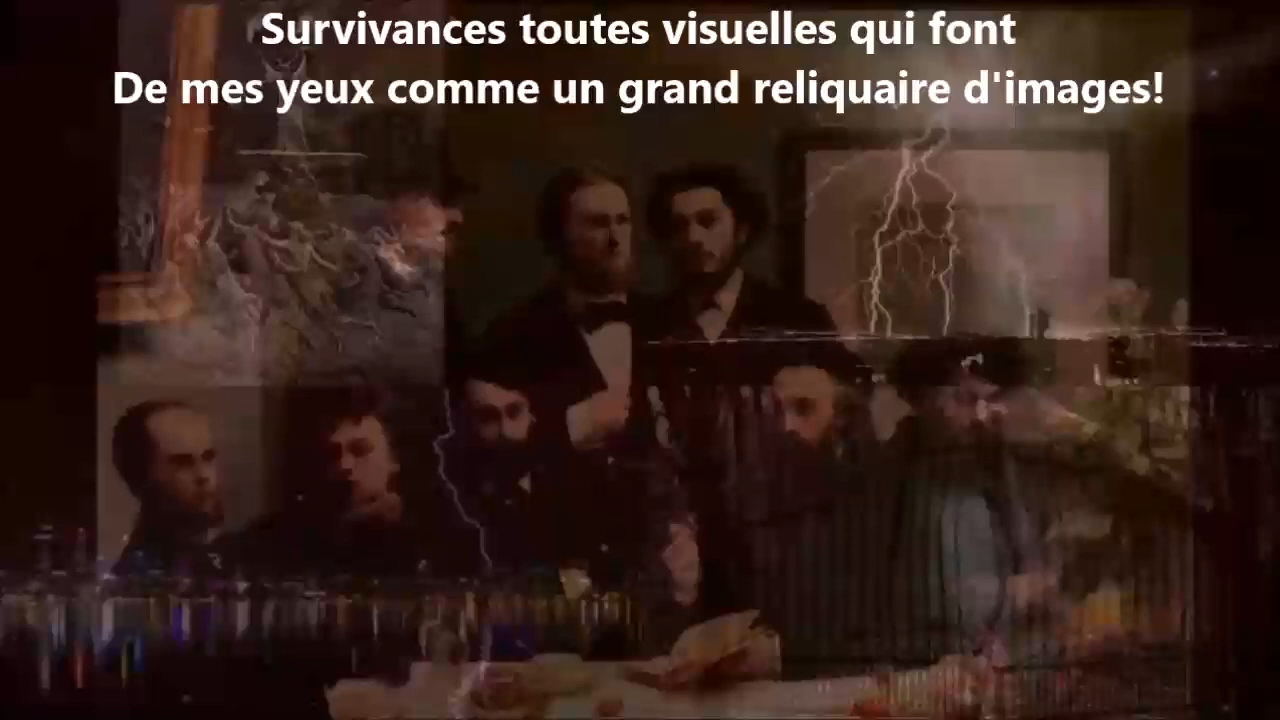 Survivances toutes visuelles qui font
De mes yeux comme un grand reliquaire d'images!